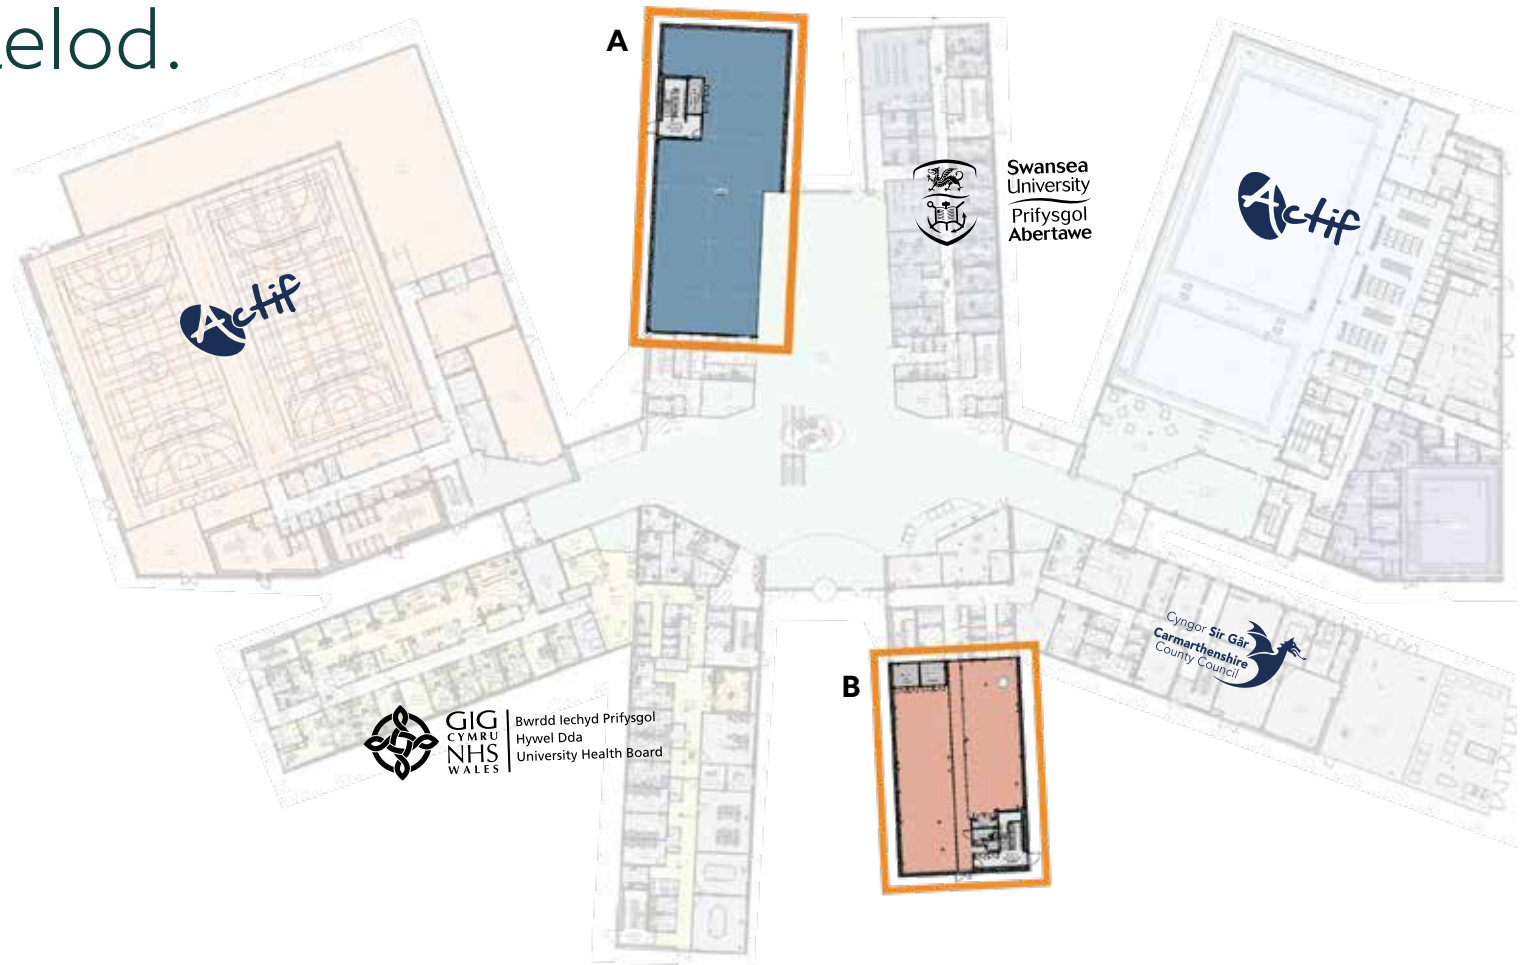 elod.
A
Swansea
University
Prifysgol
Abertawe
Actif
Actif
Cyngor Sir Gâr
Carmarthenshire
County Council
B
GIG
CYMRU
NHS
WALES
Bwrdd Iechyd Prifysgol
Hywel Dda
University Health Board